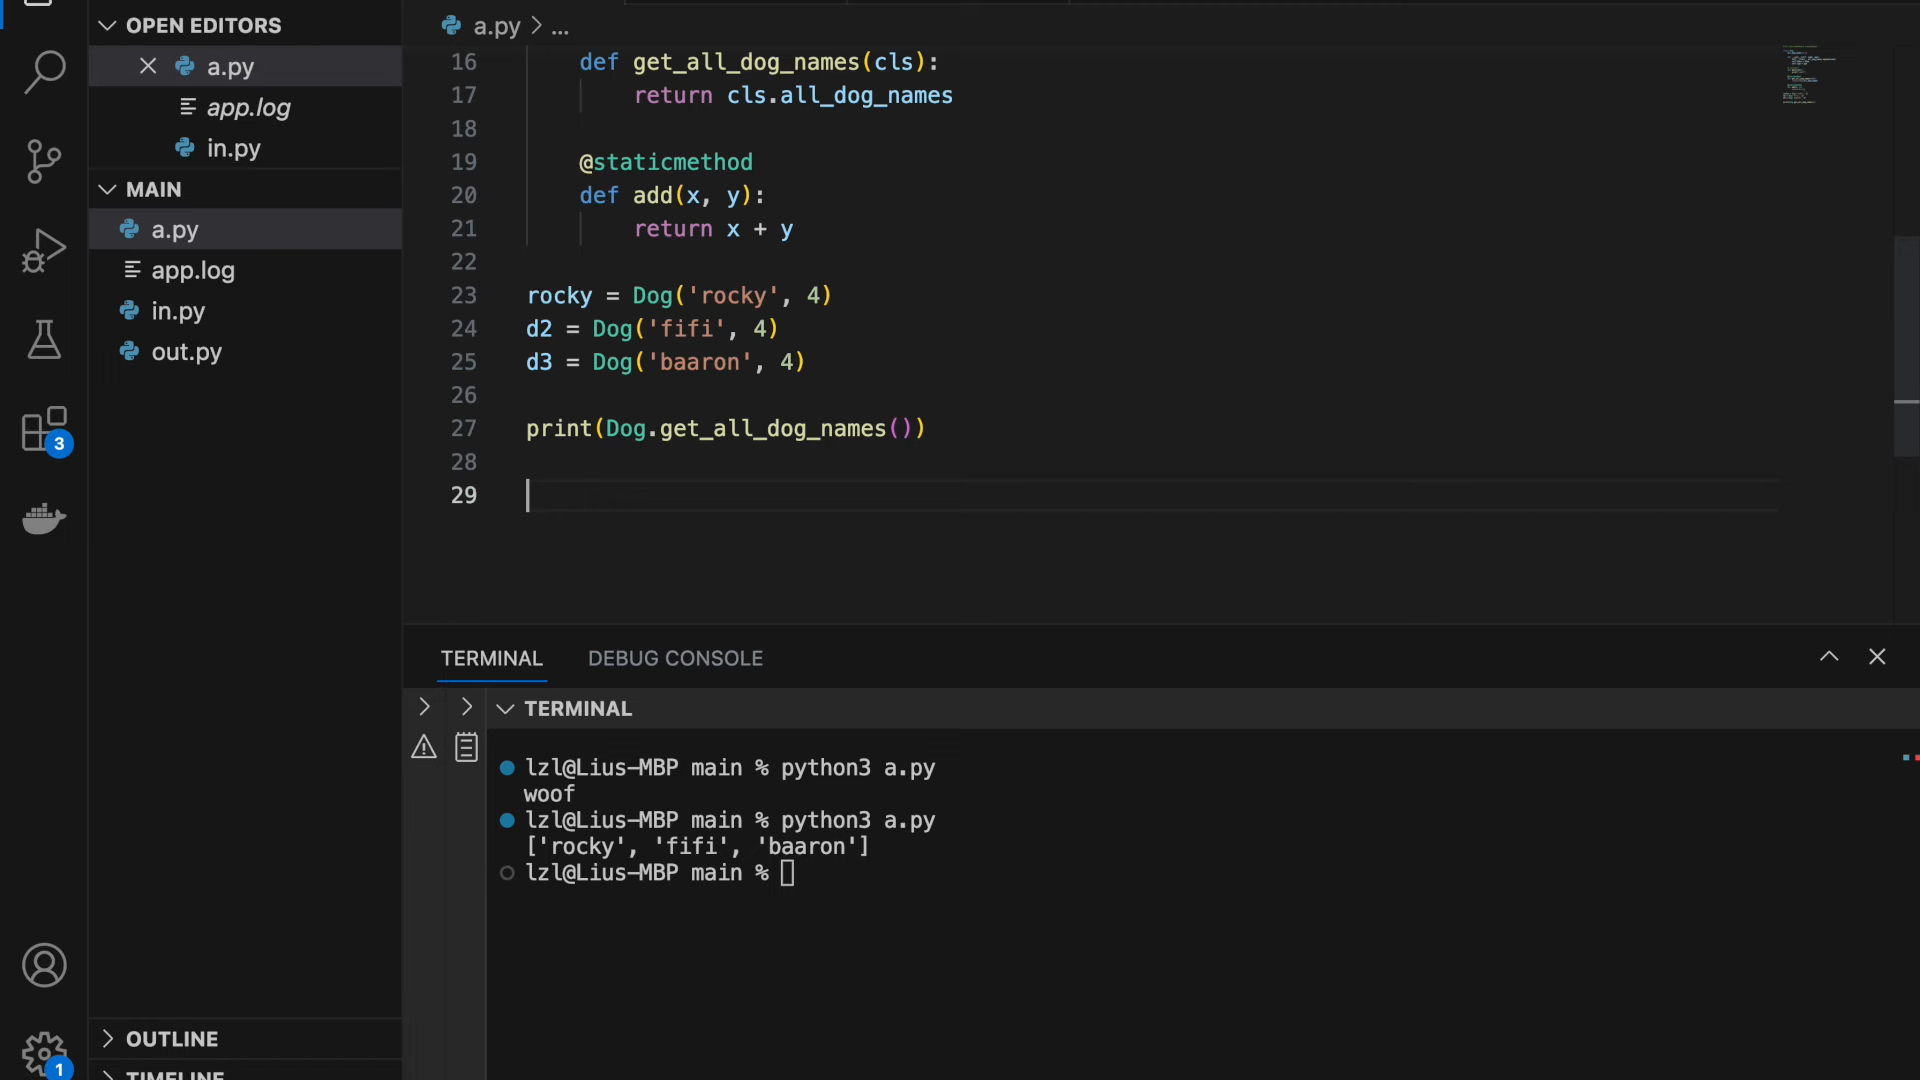 OPEN EDITORS
a.py
app.log
in.py
MAIN
a.py
app.log
in.py
out.py
3
1
OUTLINE
TIMELINE
a.py > ...
16 def get_all_dog_names(cls):
17 return cls.all_dog_names
18
19 @staticmethod
20 def add(x, y):
21 return x + y
22
23 rocky = Dog('rocky', 4)
24 d2 = Dog('fifi', 4)
25 d3 = Dog('baaron', 4)
26
27 print(Dog.get_all_dog_names())
28
29
TERMINAL DEBUG CONSOLE
TERMINAL
lzl@Lius-MBP main % python3 a.py
woof
lzl@Lius-MBP main % python3 a.py
['rocky', 'fifi', 'baaron']
lzl@Lius-MBP main %